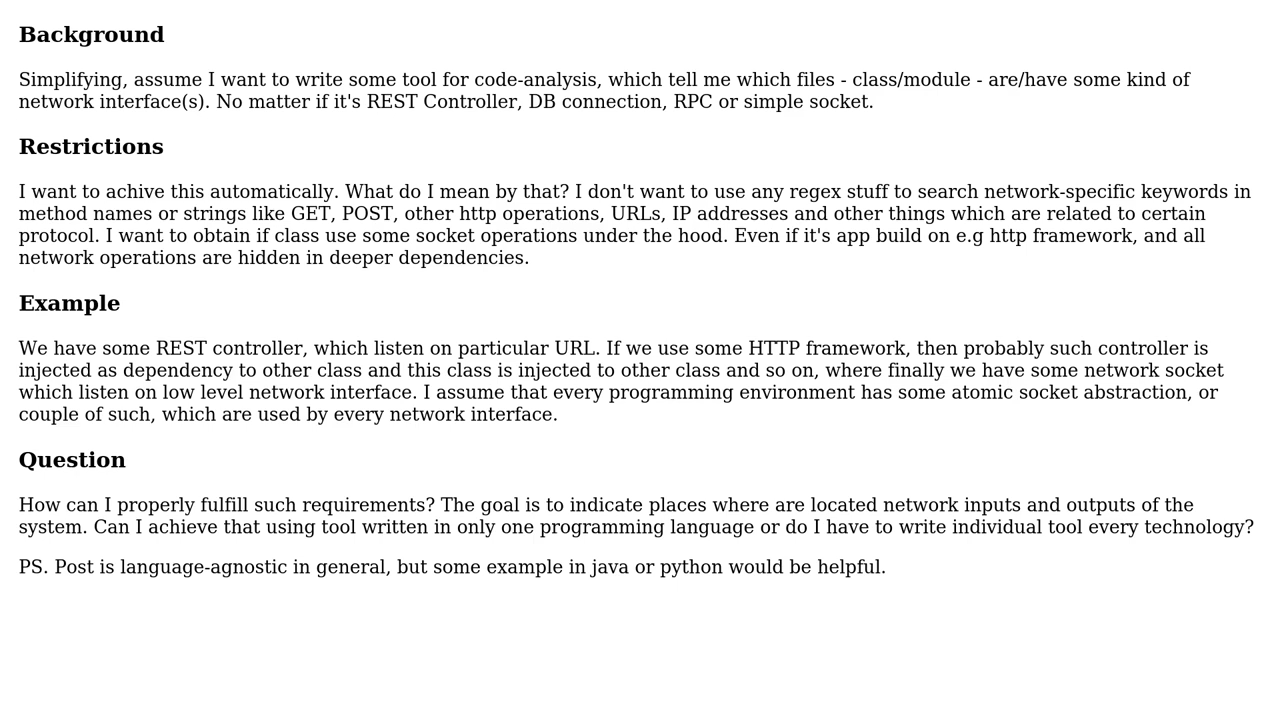 Background
Simplifying, assume I want to write some tool for code-analysis, which tell me which files - class/module - are/have some kind of
network interface(s). No matter if it's REST Controller, DB connection, RPC or simple socket.
Restrictions
I want to achive this automatically. What do I mean by that? I don't want to use any regex stuff to search network-specific keywords in
method names or strings like GET, POST, other http operations, URLs, IP addresses and other things which are related to certain
protocol. I want to obtain if class use some socket operations under the hood. Even if it's app build on e.g http framework, and all
network operations are hidden in deeper dependencies.
Example
We have some REST controller, which listen on particular URL. If we use some HTTP framework, then probably such controller is
injected as dependency to other class and this class is injected to other class and so on, where finally we have some network socket
which listen on low level network interface. I assume that every programming environment has some atomic socket abstraction, or
couple of such, which are used by every network interface.
Question
How can I properly fulfill such requirements? The goal is to indicate places where are located network inputs and outputs of the
system. Can I achieve that using tool written in only one programming language or do I have to write individual tool every technology?
PS. Post is language-agnostic in general, but some example in java or python would be helpful.